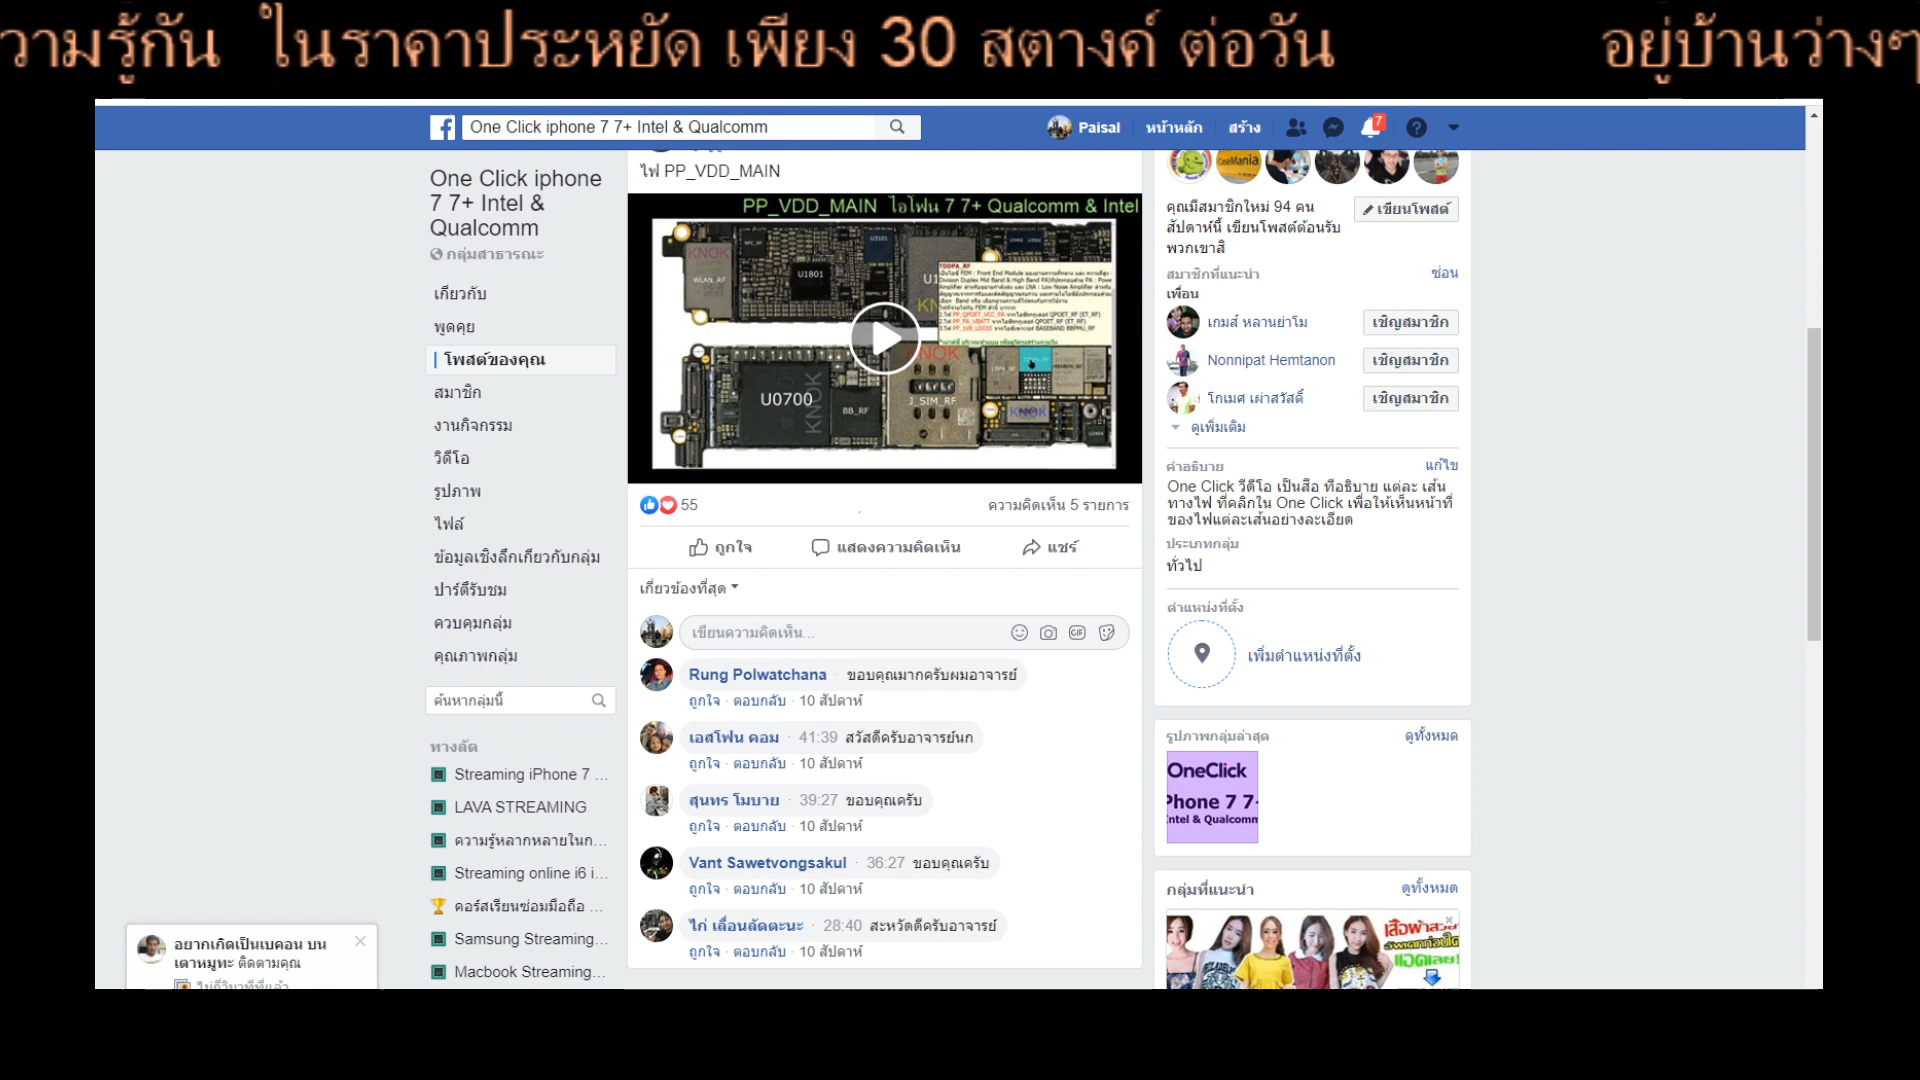 วามรู้กัน ในราคาประหยัด เพียง 30 สตางค์ ต่อวัน อยู่บ้านว่างๆ
One Click iphone 7 7+ Intel & Qualcomm
Paisal หน้าหลัก สร้าง 7
One Click iphone
7 7+ Intel &
Qualcomm
กลุ่มสาธารณะ
เกี่ยวกับ
พูดคุย
โพสต์ของคุณ
สมาชิก
งานกิจกรรม
วิดีโอ
รูปภาพ
ไฟล์
ข้อมูลเชิงลึกเกี่ยวกับกลุ่ม
ปาร์ตี้รับชม
ควบคุมกลุ่ม
คุณภาพกลุ่ม
ค้นหากลุ่มนี้
ทางลัด
Streaming iPhone 7 ...
LAVA STREAMING
ความรู้หลากหลายในก...
Streaming online i6 i...
คอร์สเรียนซ่อมมือถือ ...
Samsung Streaming...
Macbook Streaming...
อยากเกิดเป็นเบคอน บน
เตาหมูทะ ติดตามคุณ
ไฟ PP_VDD_MAIN
PP_VDD_MAIN ไอโฟน 7 7+ Qualcomm & Intel
KNOK
WLAN_RF
U1801
TDDPA_RF
U0700
KNOK
BB_RF
KNOK
J_SIM_RF
KNOK
55
ความคิดเห็น 5 รายการ
ถูกใจ แสดงความคิดเห็น แชร์
เกี่ยวข้องที่สุด
เขียนความคิดเห็น...
GIF
Rung Polwatchana ขอบคุณมากครับผมอาจารย์
ถูกใจ · ตอบกลับ · 10 สัปดาห์
เอสโฟน คอม · 41:39 สวัสดีครับอาจารย์นก
ถูกใจ · ตอบกลับ · 10 สัปดาห์
สุนทร โมบาย · 39:27 ขอบคุณครับ
ถูกใจ · ตอบกลับ · 10 สัปดาห์
Vant Sawetvongsakul · 36:27 ขอบคุณครับ
ถูกใจ · ตอบกลับ · 10 สัปดาห์
ไก่ เลื่อนลัดตะนะ · 28:40 สะหวัดดีครับอาจารย์
ถูกใจ · ตอบกลับ · 10 สัปดาห์
คุณมีสมาชิกใหม่ 94 คน
สัปดาห์นี้ เขียนโพสต์ต้อนรับ
พวกเขาสิ
เขียนโพสต์
สมาชิกที่แนะนำ ซ่อน
เพื่อน
เกมส์ หลานย่าโม เชิญสมาชิก
Nonnipat Hemtanon เชิญสมาชิก
โกเมศ เผ่าสวัสดิ์ เชิญสมาชิก
ดูเพิ่มเติม
คำอธิบาย แก้ไข
One Click วีดีโอ เป็นสือ ทีอธิบาย แต่ละ เส้น
ทางไฟ ที่คลิกใน One Click เพื่อให้เห็นหน้าที่
ของไฟแต่ละเส้นอย่างละเอียด
ประเภทกลุ่ม
ทั่วไป
ตำแหน่งที่ตั้ง
เพิ่มตำแหน่งที่ตั้ง
รูปภาพกลุ่มล่าสุด ดูทั้งหมด
OneClick
Phone 7 7+
Intel & Qualcomm
กลุ่มที่แนะนำ ดูทั้งหมด